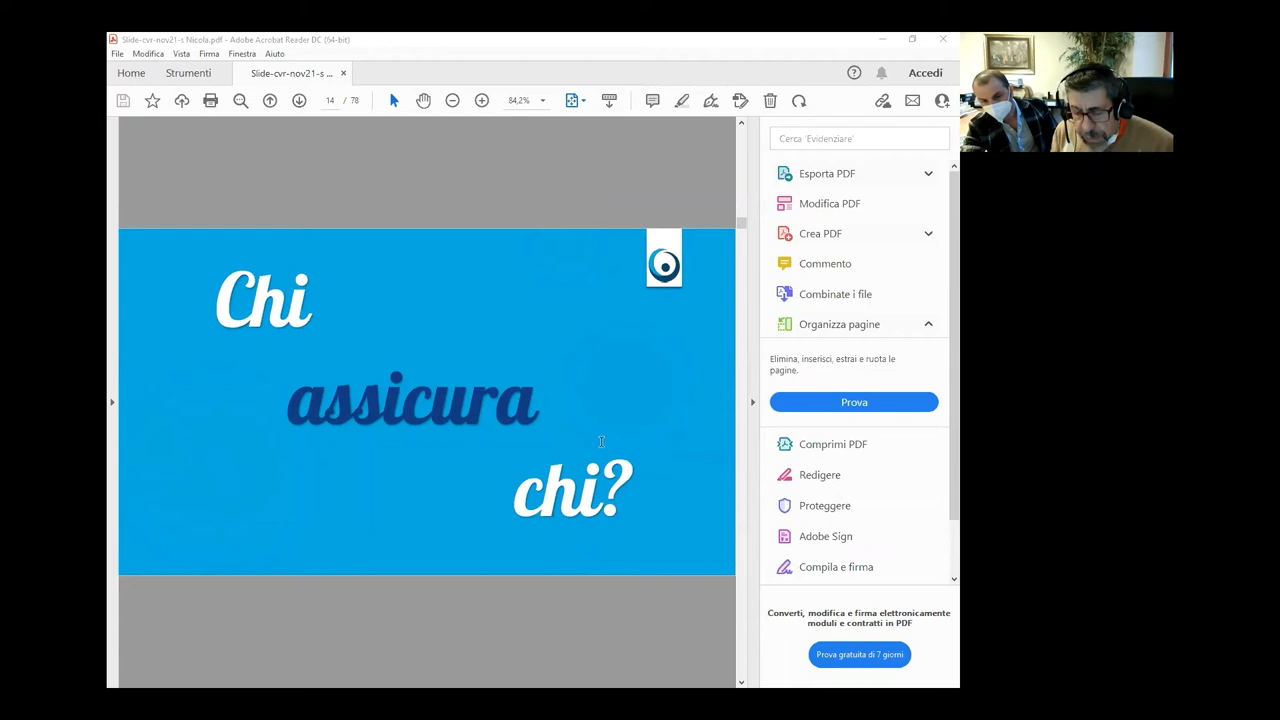 Slide-cvr-nov21-s Nicola.pdf - Adobe Acrobat Reader DC (64-bit)
File Modifica Vista Firma Finestra Aiuto
Home Strumenti Slide-cvr-nov21-s ... × Accedi
14 / 78 84,2%
Cerca 'Evidenziare'
Esporta PDF
Modifica PDF
Crea PDF
Commento
Combinate i file
Organizza pagine
Elimina, inserisci, estrai e ruota le
pagine.
Prova
Comprimi PDF
Redigere
Proteggere
Adobe Sign
Compila e firma
Converti, modifica e firma elettronicamente
moduli e contratti in PDF
Prova gratuita di 7 giorni
Chi
assicura
chi?